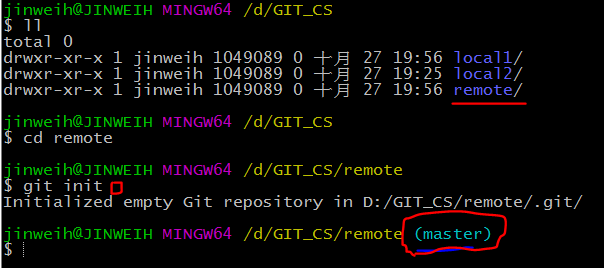 jinweih@JINWEIH MINGW64 /d/GIT_CS
$ ll
total 0
drwxr-xr-x 1 jinweih 1049089 0 十月 27 19:56 local1/
drwxr-xr-x 1 jinweih 1049089 0 十月 27 19:25 local2/
drwxr-xr-x 1 jinweih 1049089 0 十月 27 19:56 remote/
jinweih@JINWEIH MINGW64 /d/GIT_CS
$ cd remote
jinweih@JINWEIH MINGW64 /d/GIT_CS/remote
$ git init
Initialized empty Git repository in D:/GIT_CS/remote/.git/
jinweih@JINWEIH MINGW64 /d/GIT_CS/remote (master)
$